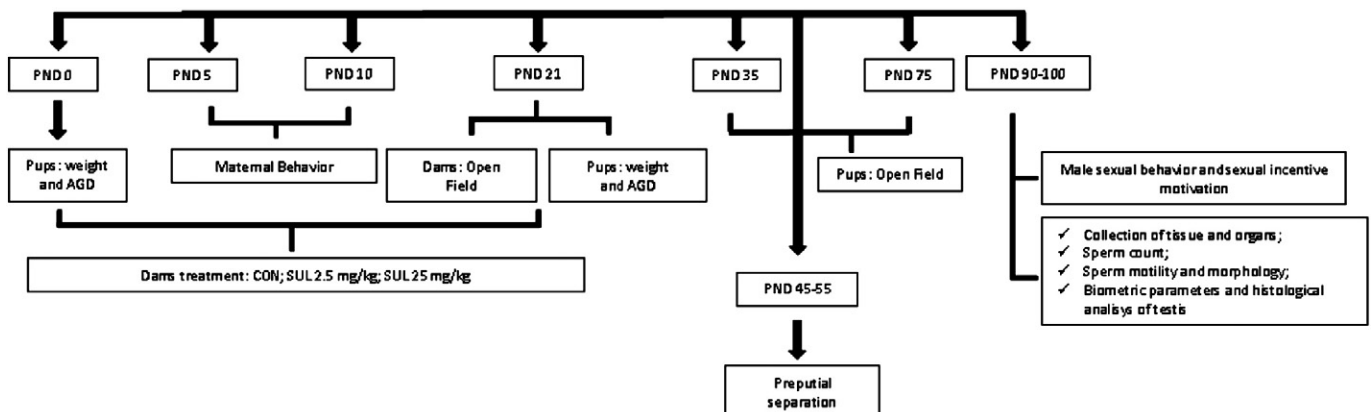 PND 0
PND 5
PND 10
PND 21
PND 35
PND 75
PND 90-100
Pups: weight
and AGD
Maternal Behavior
Dams: Open
Field
Pups: weight
and AGD
Pups: Open Field
Male sexual behavior and sexual incentive
motivation
Dams treatment: CON; SUL 2.5 mg/kg; SUL 25 mg/kg
✓ Collection of tissue and organs;
✓ Sperm count;
✓ Sperm motility and morphology;
✓ Biometric parameters and histological
analisys of testis
PND 45-55
Preputial
separation